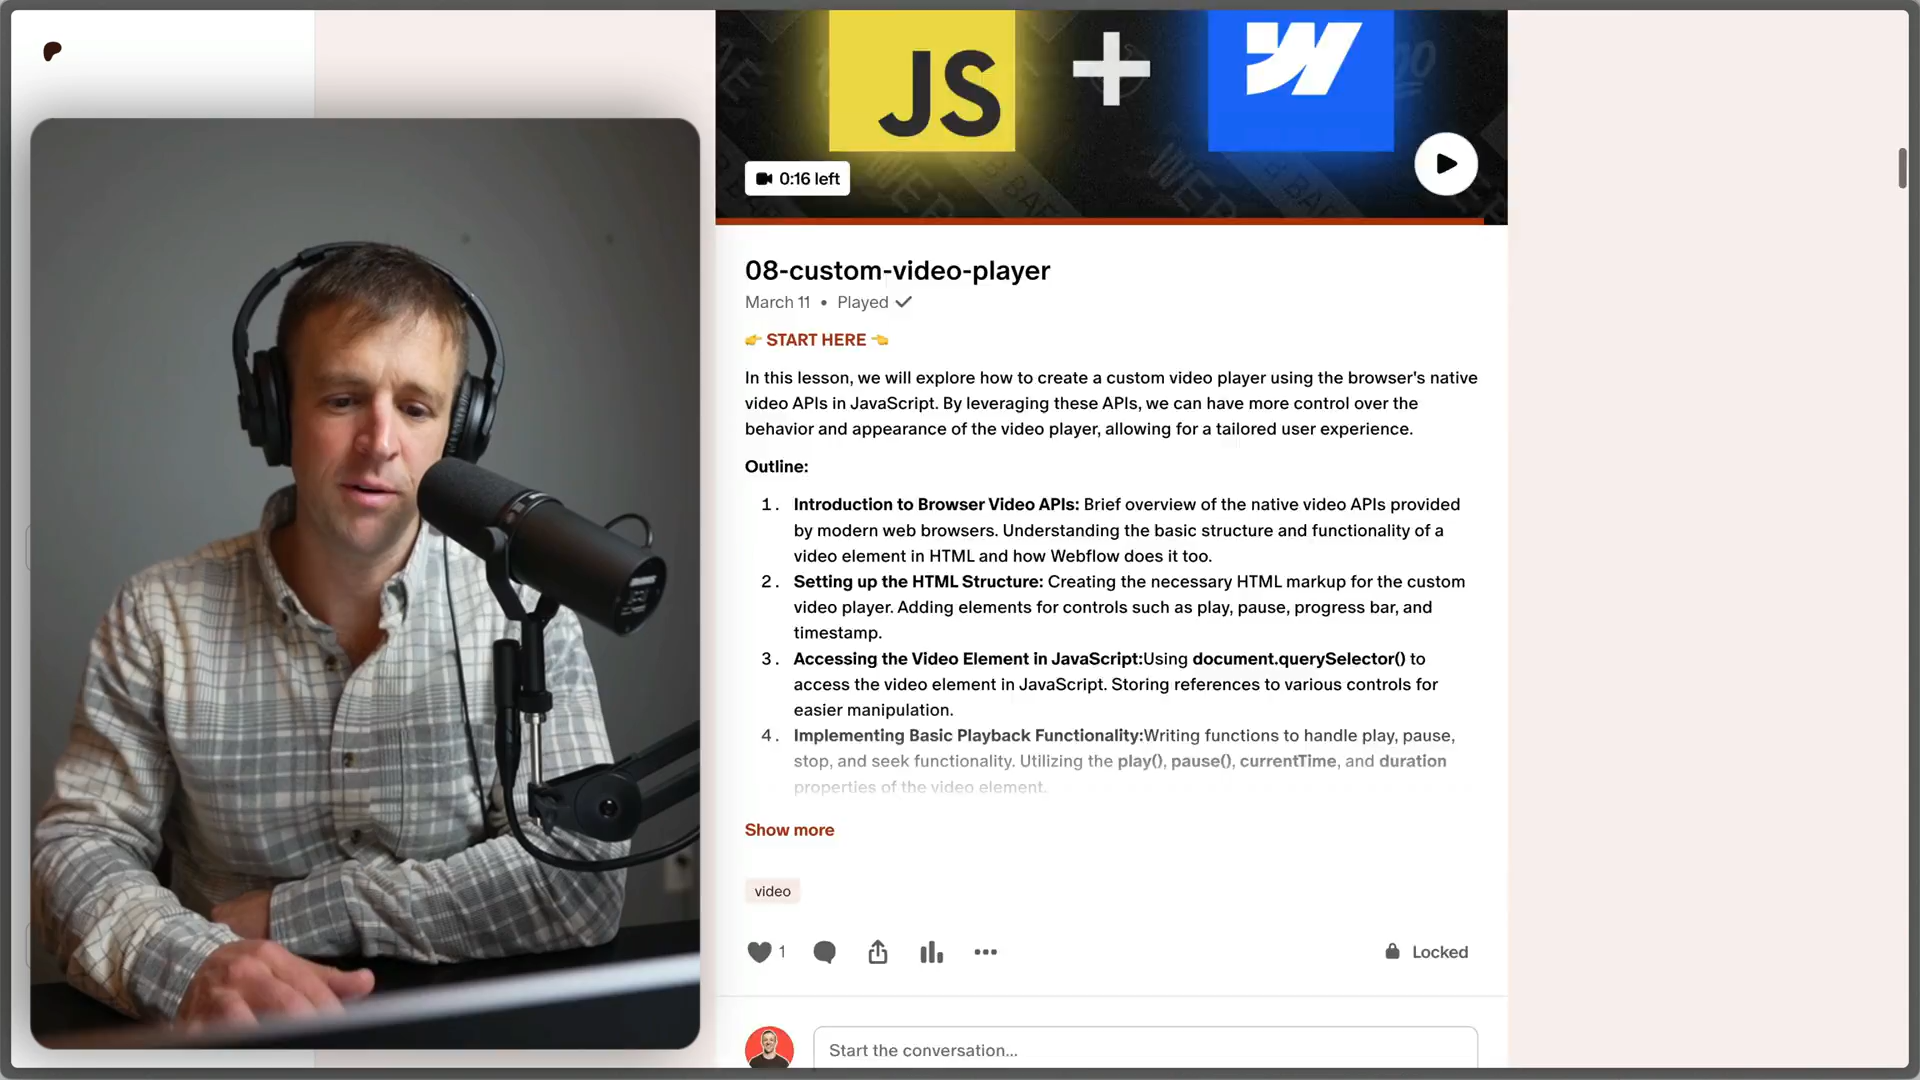 JS
0:16 left
08-custom-video-player
March 11 • Played
👉 START HERE 👈
In this lesson, we will explore how to create a custom video player using the browser's native
video APIs in JavaScript. By leveraging these APIs, we can have more control over the
behavior and appearance of the video player, allowing for a tailored user experience.
Outline:
1. Introduction to Browser Video APIs: Brief overview of the native video APIs provided
by modern web browsers. Understanding the basic structure and functionality of a
video element in HTML and how Webflow does it too.
2. Setting up the HTML Structure: Creating the necessary HTML markup for the custom
video player. Adding elements for controls such as play, pause, progress bar, and
timestamp.
3. Accessing the Video Element in JavaScript:Using document.querySelector() to
access the video element in JavaScript. Storing references to various controls for
easier manipulation.
4. Implementing Basic Playback Functionality:Writing functions to handle play, pause,
stop, and seek functionality. Utilizing the play(), pause(), currentTime, and duration
properties of the video element.
Show more
video
1
Locked
Start the conversation...